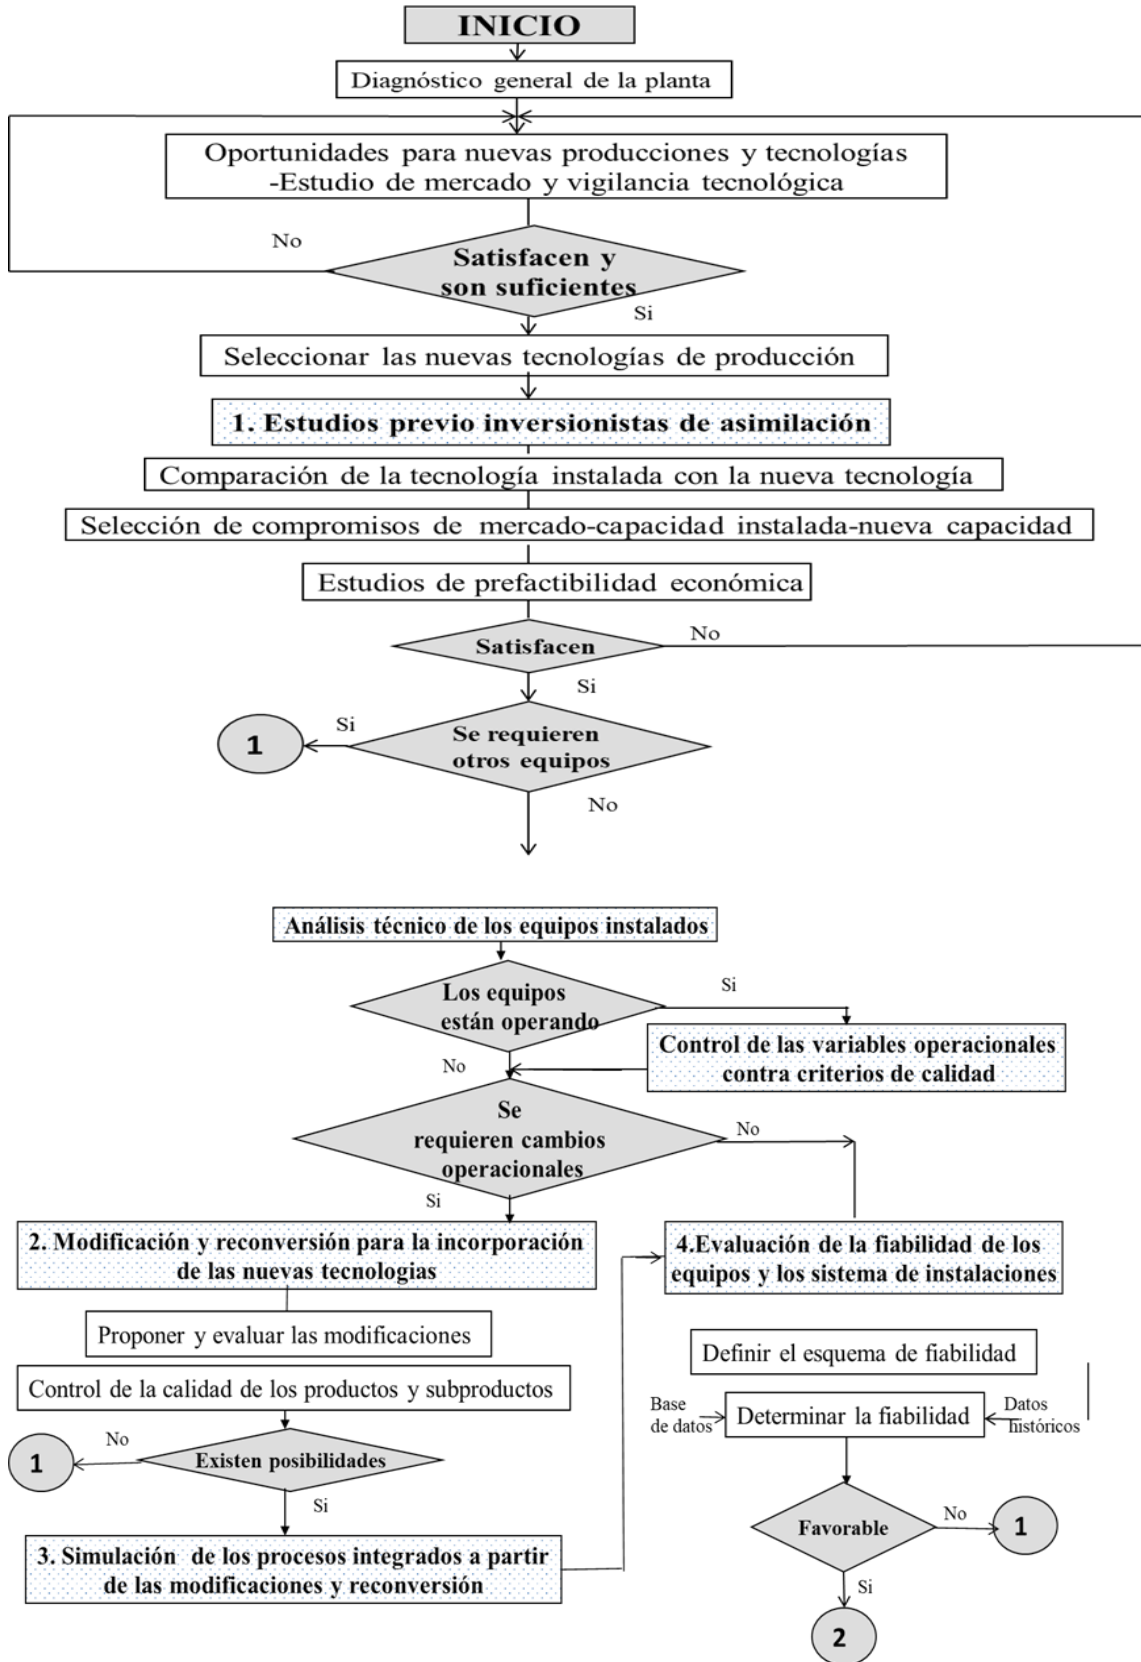 INICIO
Diagnóstico general de la planta
Oportunidades para nuevas producciones y tecnologías
-Estudio de mercado y vigilancia tecnológica
No
Satisfacen y
son suficientes
Si
Seleccionar las nuevas tecnologías de producción
1. Estudios previo inversionistas de asimilación
Comparación de la tecnología instalada con la nueva tecnología
Selección de compromisos de mercado-capacidad instalada-nueva capacidad
Estudios de prefactibilidad económica
Satisfacen
No
Si
Si
1
Se requieren
otros equipos
No
Análisis técnico de los equipos instalados
Los equipos
están operando
Si
Control de las variables operacionales
contra criterios de calidad
No
Se
requieren cambios
operacionales
No
Si
2. Modificación y reconversión para la incorporación
de las nuevas tecnologias
4.Evaluación de la fiabilidad de los
equipos y los sistema de instalaciones
Proponer y evaluar las modificaciones
Definir el esquema de fiabilidad
Control de la calidad de los productos y subproductos
Base
de datos
Determinar la fiabilidad
Datos
históricos
No
1
Existen posibilidades
Si
Favorable
No
1
3. Simulación de los procesos integrados a partir
de las modificaciones y reconversión
Si
2